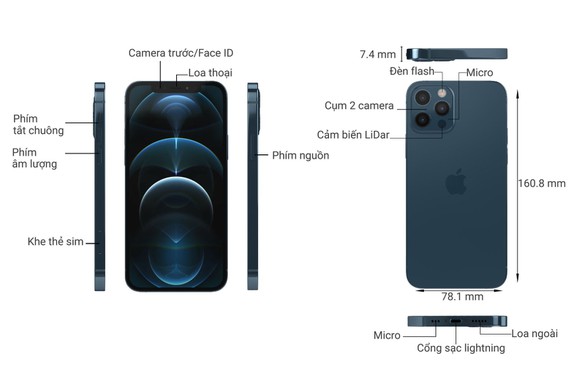 Camera trước/Face ID
Loa thoại
Phím
tắt chuông
Phím
âm lượng
Khe thẻ sim
Phím nguồn
7.4 mm
Đèn flash
Micro
Cụm 2 camera
Cảm biến LiDar
160.8 mm
78.1 mm
Micro
Loa ngoài
Cổng sạc lightning